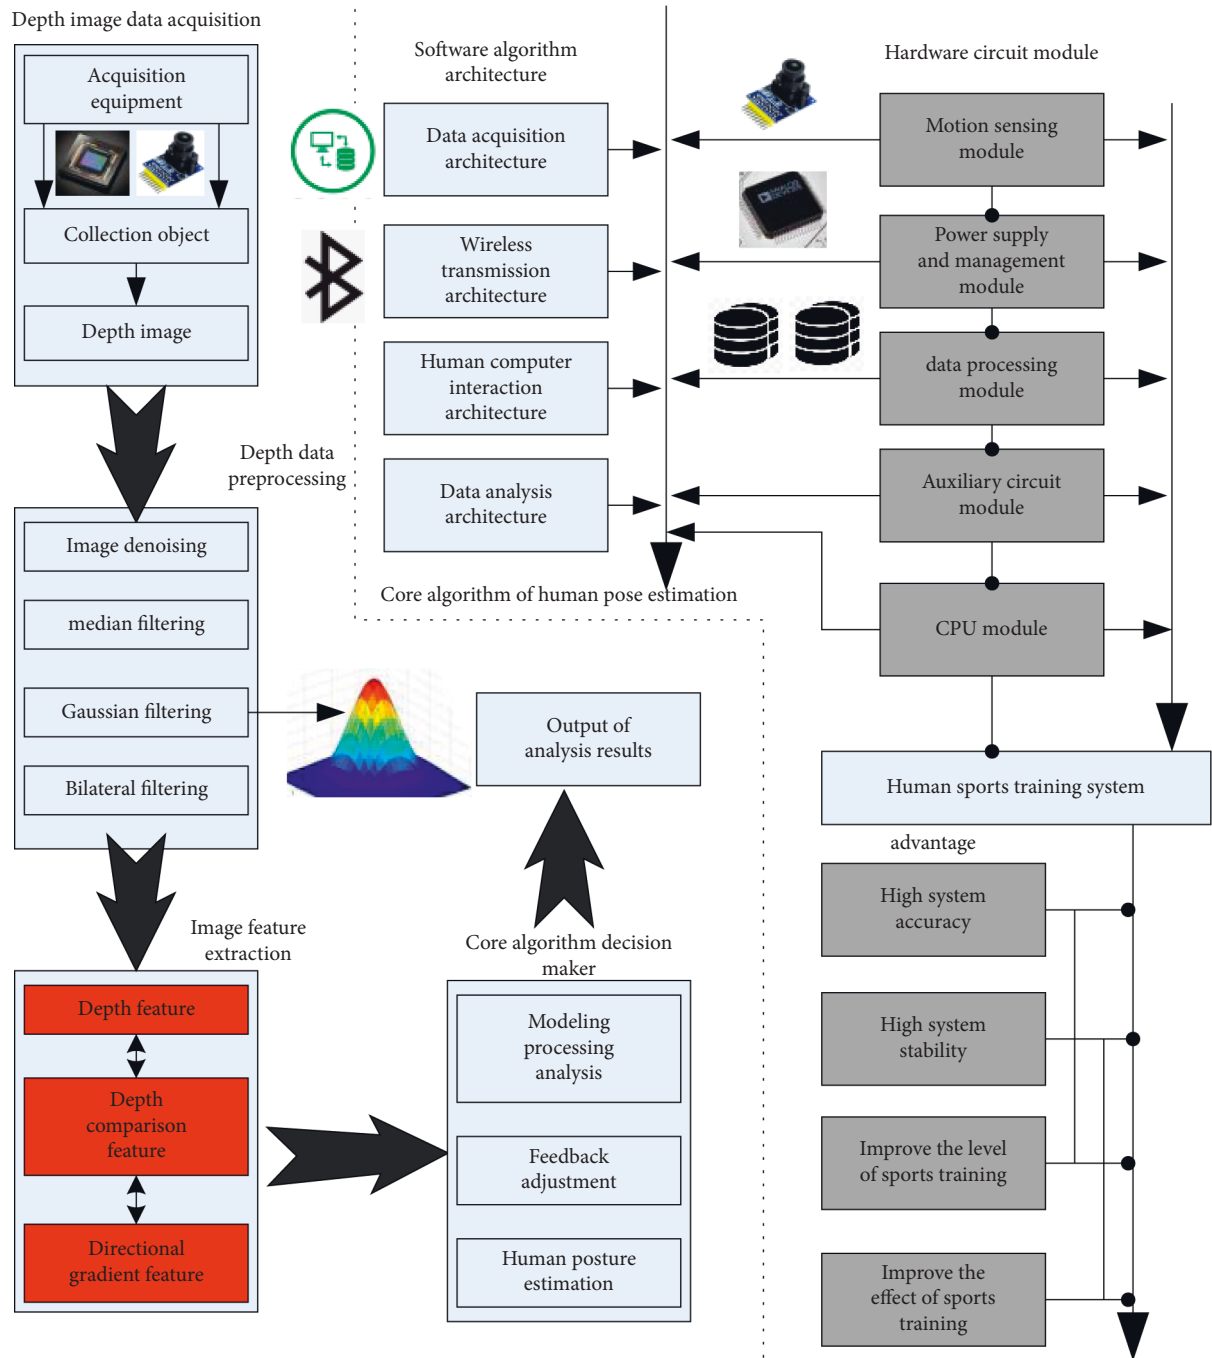 Depth image data acquisition
Acquisition
equipment
Collection object
Depth image
Depth data
preprocessing
Image denoising
median filtering
Gaussian filtering
Bilateral filtering
Image feature
extraction
Depth feature
Depth
comparison
feature
Directional
gradient feature
Software algorithm
architecture
Data acquisition
architecture
Wireless
transmission
architecture
Human computer
interaction
architecture
Data analysis
architecture
Core algorithm of human pose estimation
Output of
analysis results
Core algorithm decision
maker
Modeling
processing
analysis
Feedback
adjustment
Human posture
estimation
Hardware circuit module
Motion sensing
module
ANALOG
DEVICES
Power supply
and management
module
data processing
module
Auxiliary circuit
module
CPU module
Human sports training system
advantage
High system
accuracy
High system
stability
Improve the level
of sports training
Improve the
effect of sports
training